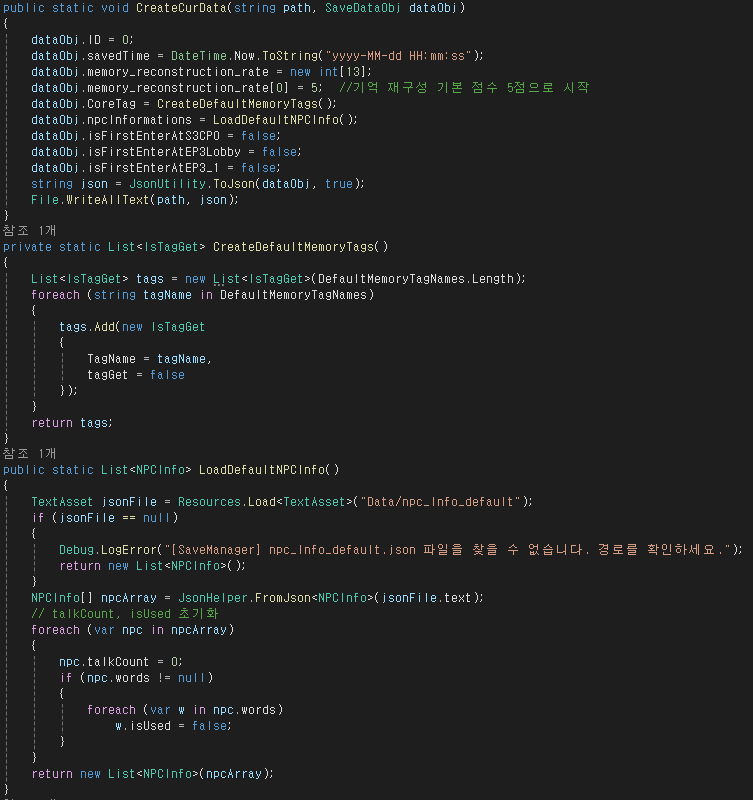 public static void CreateCurData(string path, SaveDataObj dataObj)
{
dataObj.ID = 0;
dataObj.savedTime = DateTime.Now.ToString("yyyy-MM-dd HH:mm:ss");
dataObj.memory_reconstruction_rate = new int[13];
dataObj.memory_reconstruction_rate[0] = 5; //기억 재구성 기본 점수 5점으로 시작
dataObj.CoreTag = CreateDefaultMemoryTags();
dataObj.npcInformations = LoadDefaultNPCInfo();
dataObj.isFirstEnterAtS3CPO = false;
dataObj.isFirstEnterAtEP3Lobby = false;
dataObj.isFirstEnterAtEP3_1 = false;
string json = JsonUtility.ToJson(dataObj, true);
File.WriteAllText(path, json);
}
참조 1개
private static List<IsTagGet> CreateDefaultMemoryTags()
{
List<IsTagGet> tags = new List<IsTagGet>(DefaultMemoryTagNames.Length);
foreach (string tagName in DefaultMemoryTagNames)
{
tags.Add(new IsTagGet
{
TagName = tagName,
tagGet = false
});
}
return tags;
}
참조 1개
public static List<NPCInfo> LoadDefaultNPCInfo()
{
TextAsset jsonFile = Resources.Load<TextAsset>("Data/npc_Info_default");
if (jsonFile == null)
{
Debug.LogError("[SaveManager] npc_Info_default.json 파일을 찾을 수 없습니다. 경로를 확인하세요.");
return new List<NPCInfo>();
}
NPCInfo[] npcArray = JsonHelper.FromJson<NPCInfo>(jsonFile.text);
// talkCount, isUsed 초기화
foreach (var npc in npcArray)
{
npc.talkCount = 0;
if (npc.words != null)
{
foreach (var w in npc.words)
w.isUsed = false;
}
}
return new List<NPCInfo>(npcArray);
}